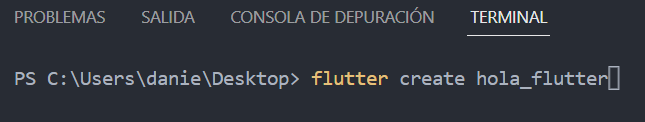 PROBLEMAS SALIDA CONSOLA DE DEPURACIÓN TERMINAL
PS C:\Users\danie\Desktop> flutter create hola_flutter